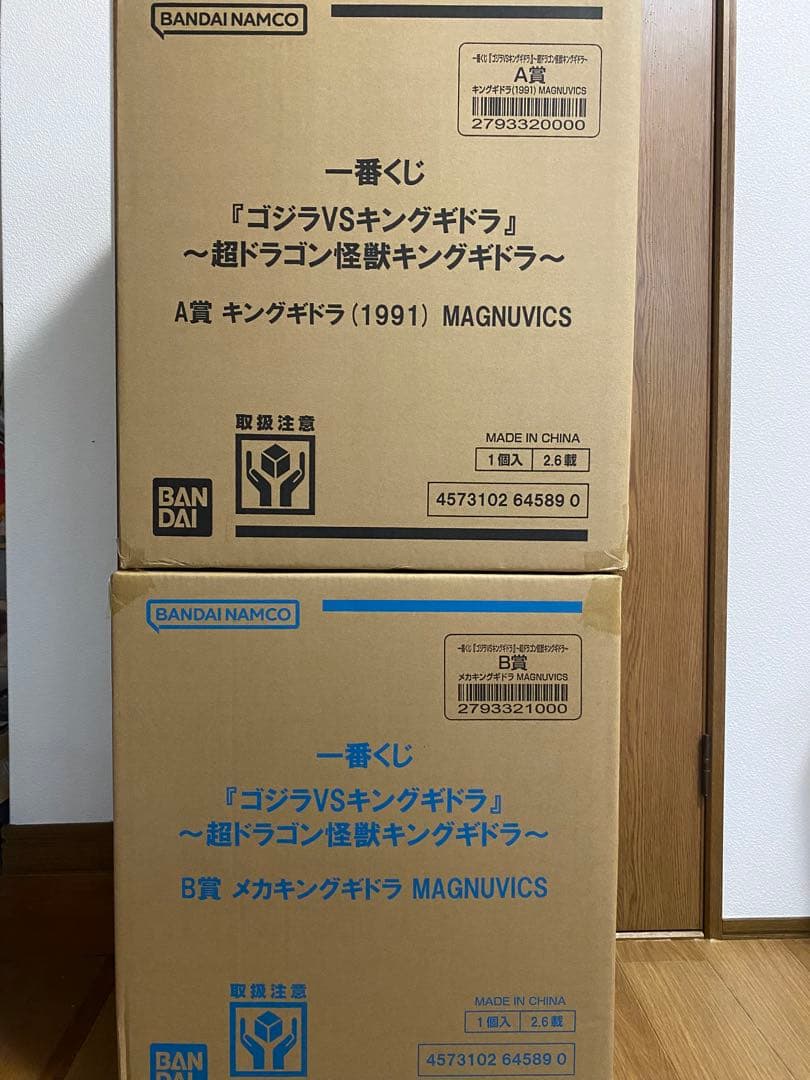 BANDAI NAMCO
一番くじ『ゴジラVSキングギドラ』~超ドラゴン怪獣キングギドラ~
A賞
キングギドラ(1991) MAGNUVICS
2793320000
一番くじ
『ゴジラVSキングギドラ』
~超ドラゴン怪獣キングギドラ~
A賞 キングギドラ(1991) MAGNUVICS
取扱注意
MADE IN CHINA
1個入 2.6載
BAN
DAI
4573102 64589 0
BANDAI NAMCO
一番くじ『ゴジラVSキングギドラ』~超ドラゴン怪獣キングギドラ~
B賞
メカキングギドラ MAGNUVICS
2793321000
一番くじ
『ゴジラVSキングギドラ』
~超ドラゴン怪獣キングギドラ~
B賞 メカキングギドラ MAGNUVICS
取扱注意
MADE IN CHINA
1個入 2.6載
BAN
DAI
4573102 64589 0